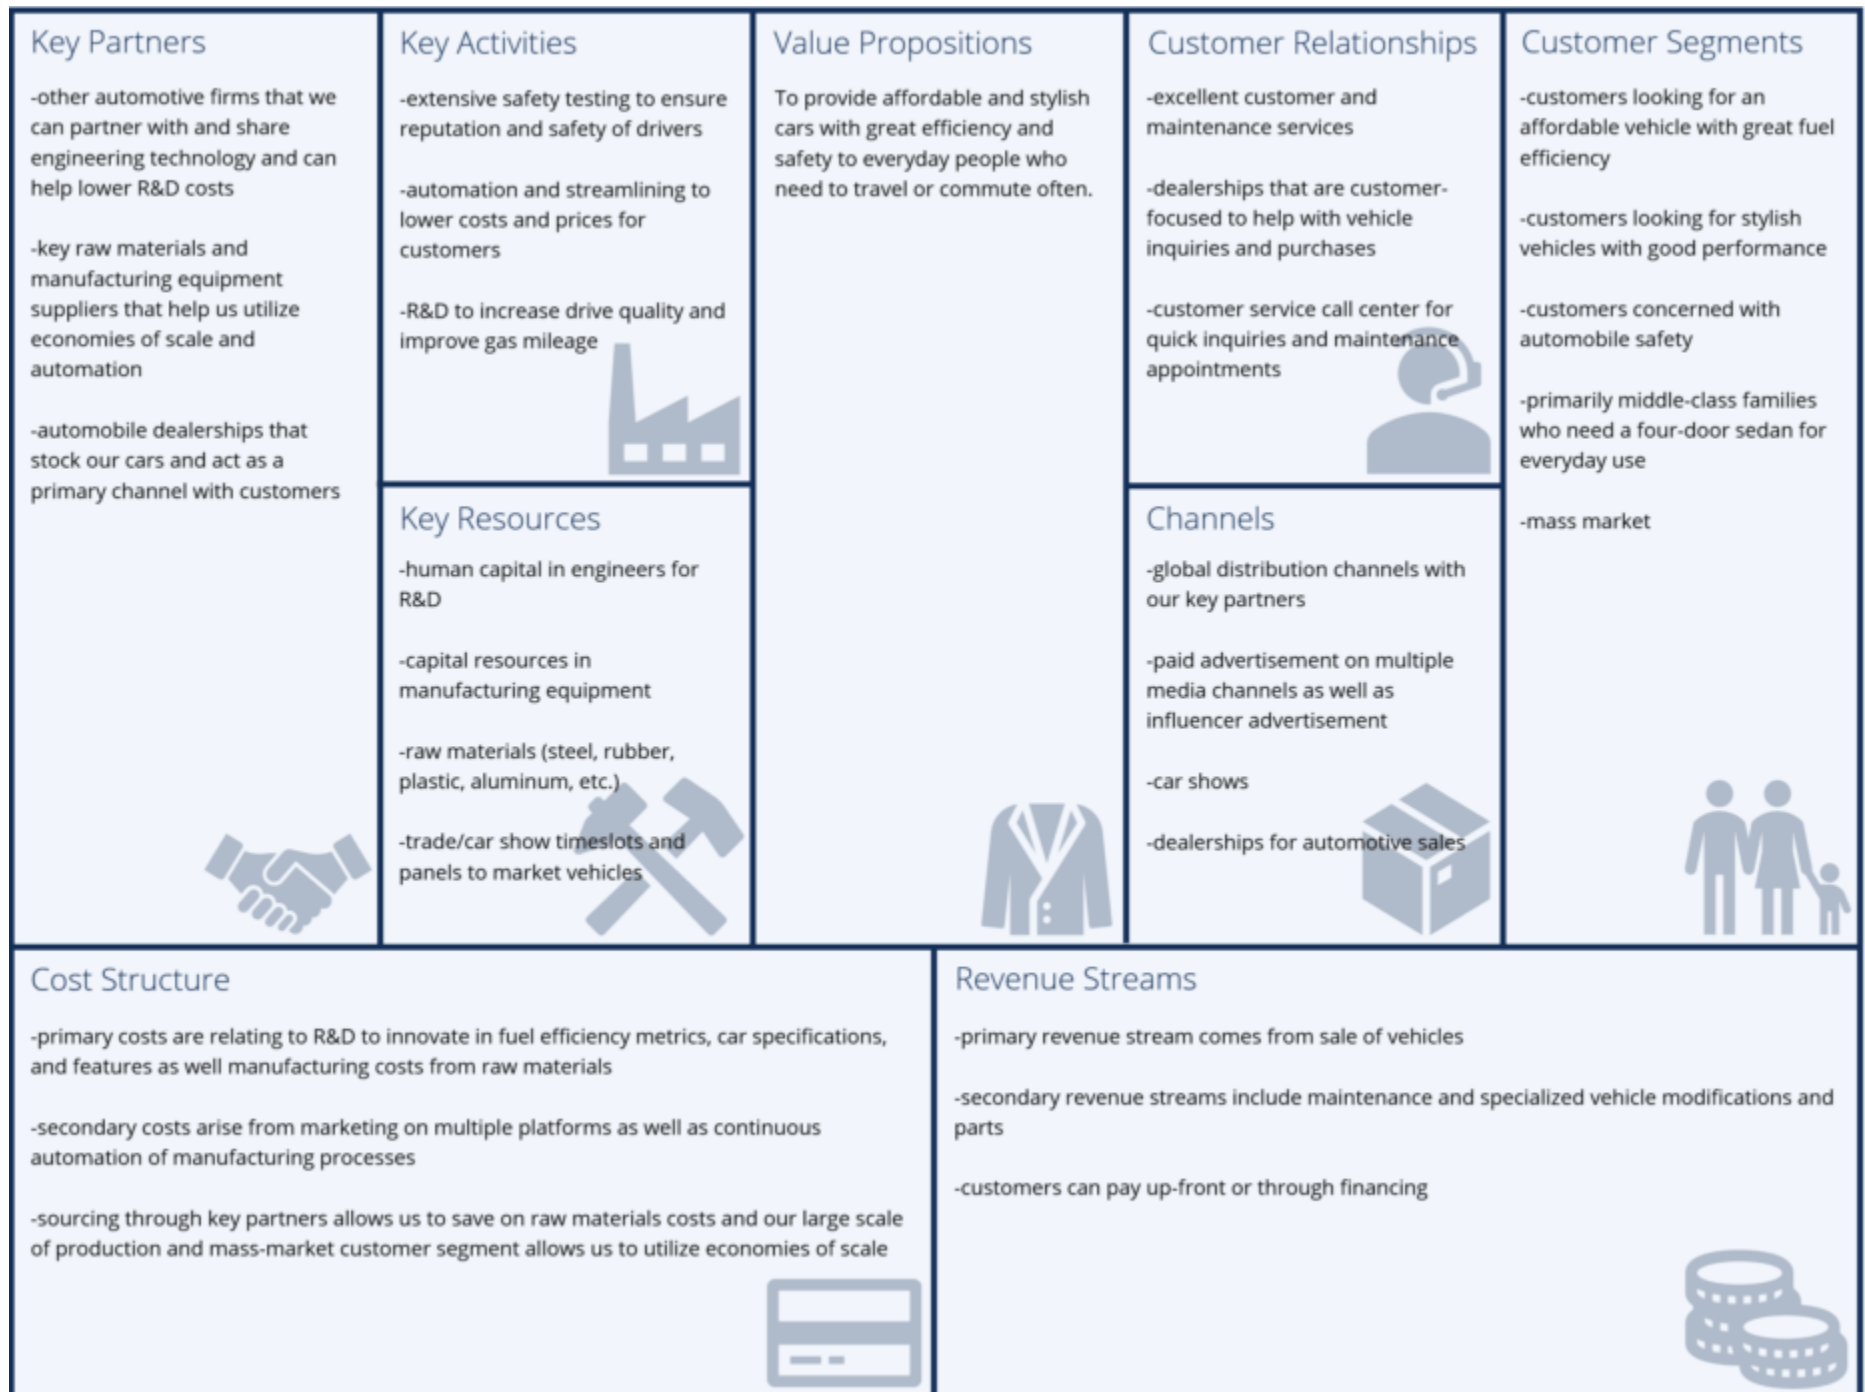 Key Partners
-other automotive firms that we
can partner with and share
engineering technology and can
help lower R&D costs
-key raw materials and
manufacturing equipment
suppliers that help us utilize
economies of scale and
automation
-automobile dealerships that
stock our cars and act as a
primary channel with customers
Key Activities
-extensive safety testing to ensure
reputation and safety of drivers
-automation and streamlining to
lower costs and prices for
customers
-R&D to increase drive quality and
improve gas mileage
Key Resources
-human capital in engineers for
R&D
-capital resources in
manufacturing equipment
-raw materials (steel, rubber,
plastic, aluminum, etc.)
-trade/car show timeslots and
panels to market vehicles
Value Propositions
To provide affordable and stylish
cars with great efficiency and
safety to everyday people who
need to travel or commute often.
Customer Relationships
-excellent customer and
maintenance services
-dealerships that are customer-
focused to help with vehicle
inquiries and purchases
-customer service call center for
quick inquiries and maintenance
appointments
Channels
-global distribution channels with
our key partners
-paid advertisement on multiple
media channels as well as
influencer advertisement
-car shows
-dealerships for automotive sales
Customer Segments
-customers looking for an
affordable vehicle with great fuel
efficiency
-customers looking for stylish
vehicles with good performance
-customers concerned with
automobile safety
-primarily middle-class families
who need a four-door sedan for
everyday use
-mass market
Cost Structure
-primary costs are relating to R&D to innovate in fuel efficiency metrics, car specifications,
and features as well manufacturing costs from raw materials
-secondary costs arise from marketing on multiple platforms as well as continuous
automation of manufacturing processes
-sourcing through key partners allows us to save on raw materials costs and our large scale
of production and mass-market customer segment allows us to utilize economies of scale
Revenue Streams
-primary revenue stream comes from sale of vehicles
-secondary revenue streams include maintenance and specialized vehicle modifications and
parts
-customers can pay up-front or through financing